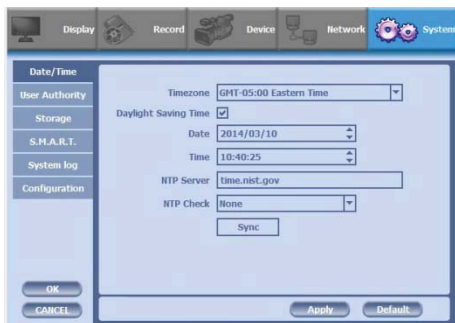 Display Record Device Network System
Date/Time
User Authority
Storage
S.M.A.R.T.
System log
Configuration
Timezone GMT-05:00 Eastern Time
Daylight Saving Time
Date 2014/03/10
Time 10:40:25
NTP Server time.nist.gov
NTP Check None
Sync
OK
CANCEL
Apply Default